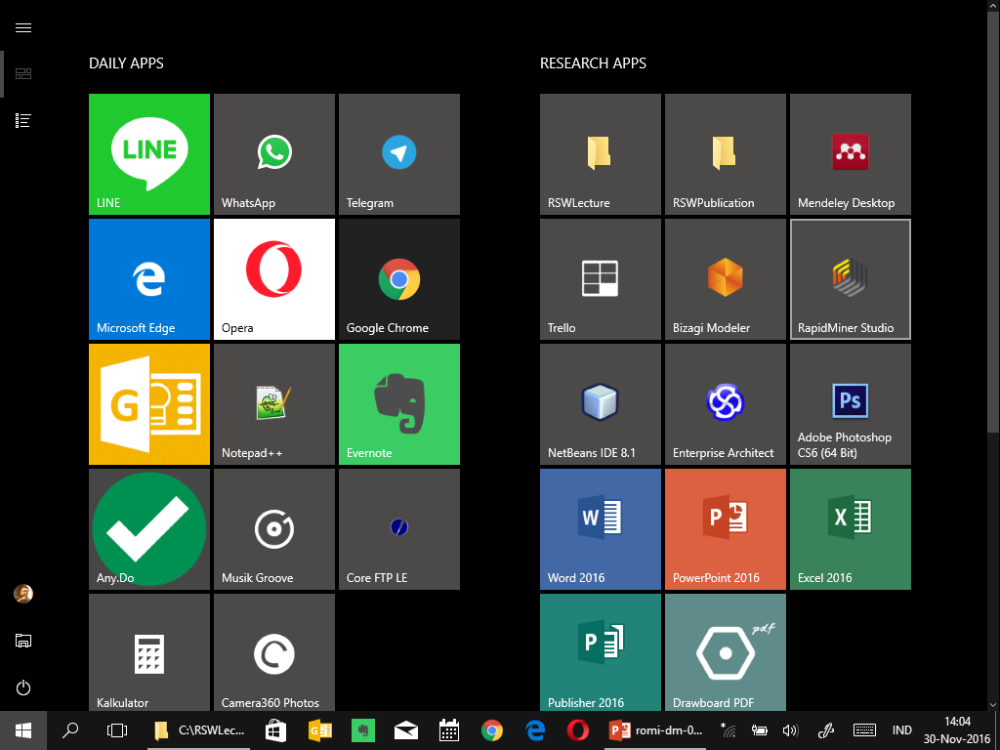 DAILY APPS
RESEARCH APPS
LINE
LINE
WhatsApp
Telegram
RSWLecture
RSWPublication
Mendeley Desktop
Microsoft Edge
Opera
Google Chrome
Trello
Bizagi Modeler
RapidMiner Studio
G
Notepad++
Evernote
NetBeans IDE 8.1
Enterprise Architect
Ps
Adobe Photoshop
CS6 (64 Bit)
Any.Do
Musik Groove
Core FTP LE
W
Word 2016
P
PowerPoint 2016
X
Excel 2016
Kalkulator
Camera360 Photos
P
Publisher 2016
pdf
Drawboard PDF
C:\RSWLec...
G
P
romi-dm-0...
IND
14:04
30-Nov-2016